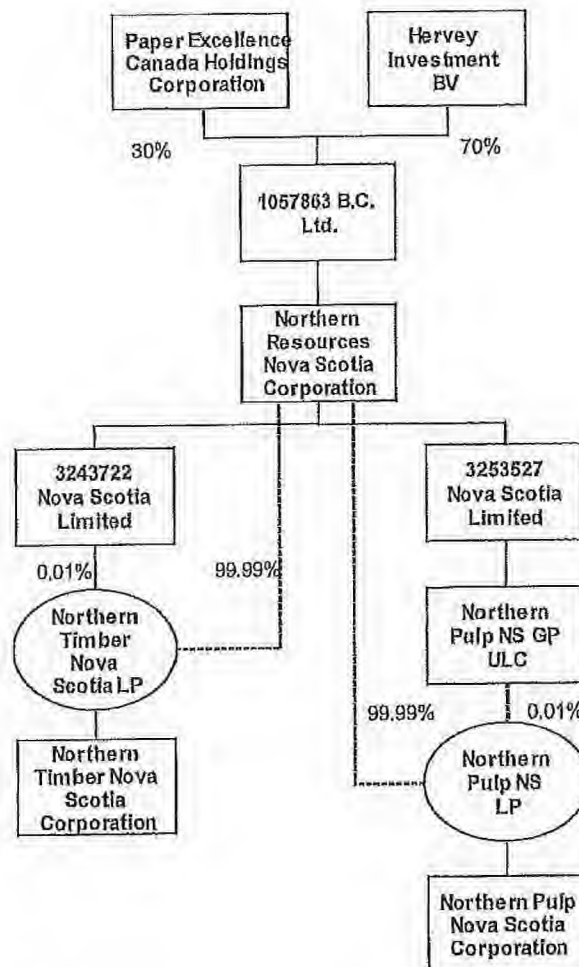 Paper Excellence
Canada Holdings
Corporation
Hervey
Investment
BV
30%
70%
1057863 B.C.
Ltd.
Northern
Resources
Nova Scotia
Corporation
3243722
Nova Scotia
Limited
3253527
Nova Scotia
Limited
0.01%
99.99%
Northern
Timber
Nova
Scotia LP
Northern
Pulp NS GP
ULC
99.99%
0.01%
Northern
Timber Nova
Scotia
Corporation
Northern
Pulp NS
LP
Northern Pulp
Nova Scotia
Corporation